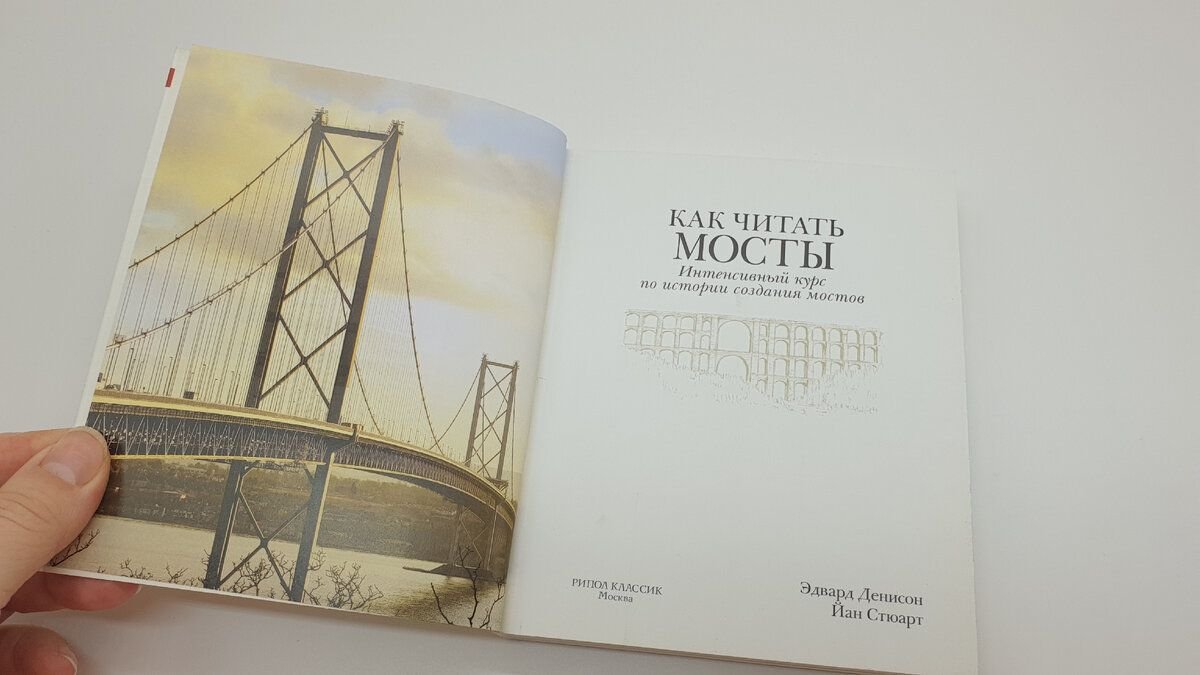 КАК ЧИТАТЬ
МОСТЫ
Интенсивный курс
по истории создания мостов
РИПОЛ КЛАССИК
Москва
Эдвард Денисон
Йан Стюарт